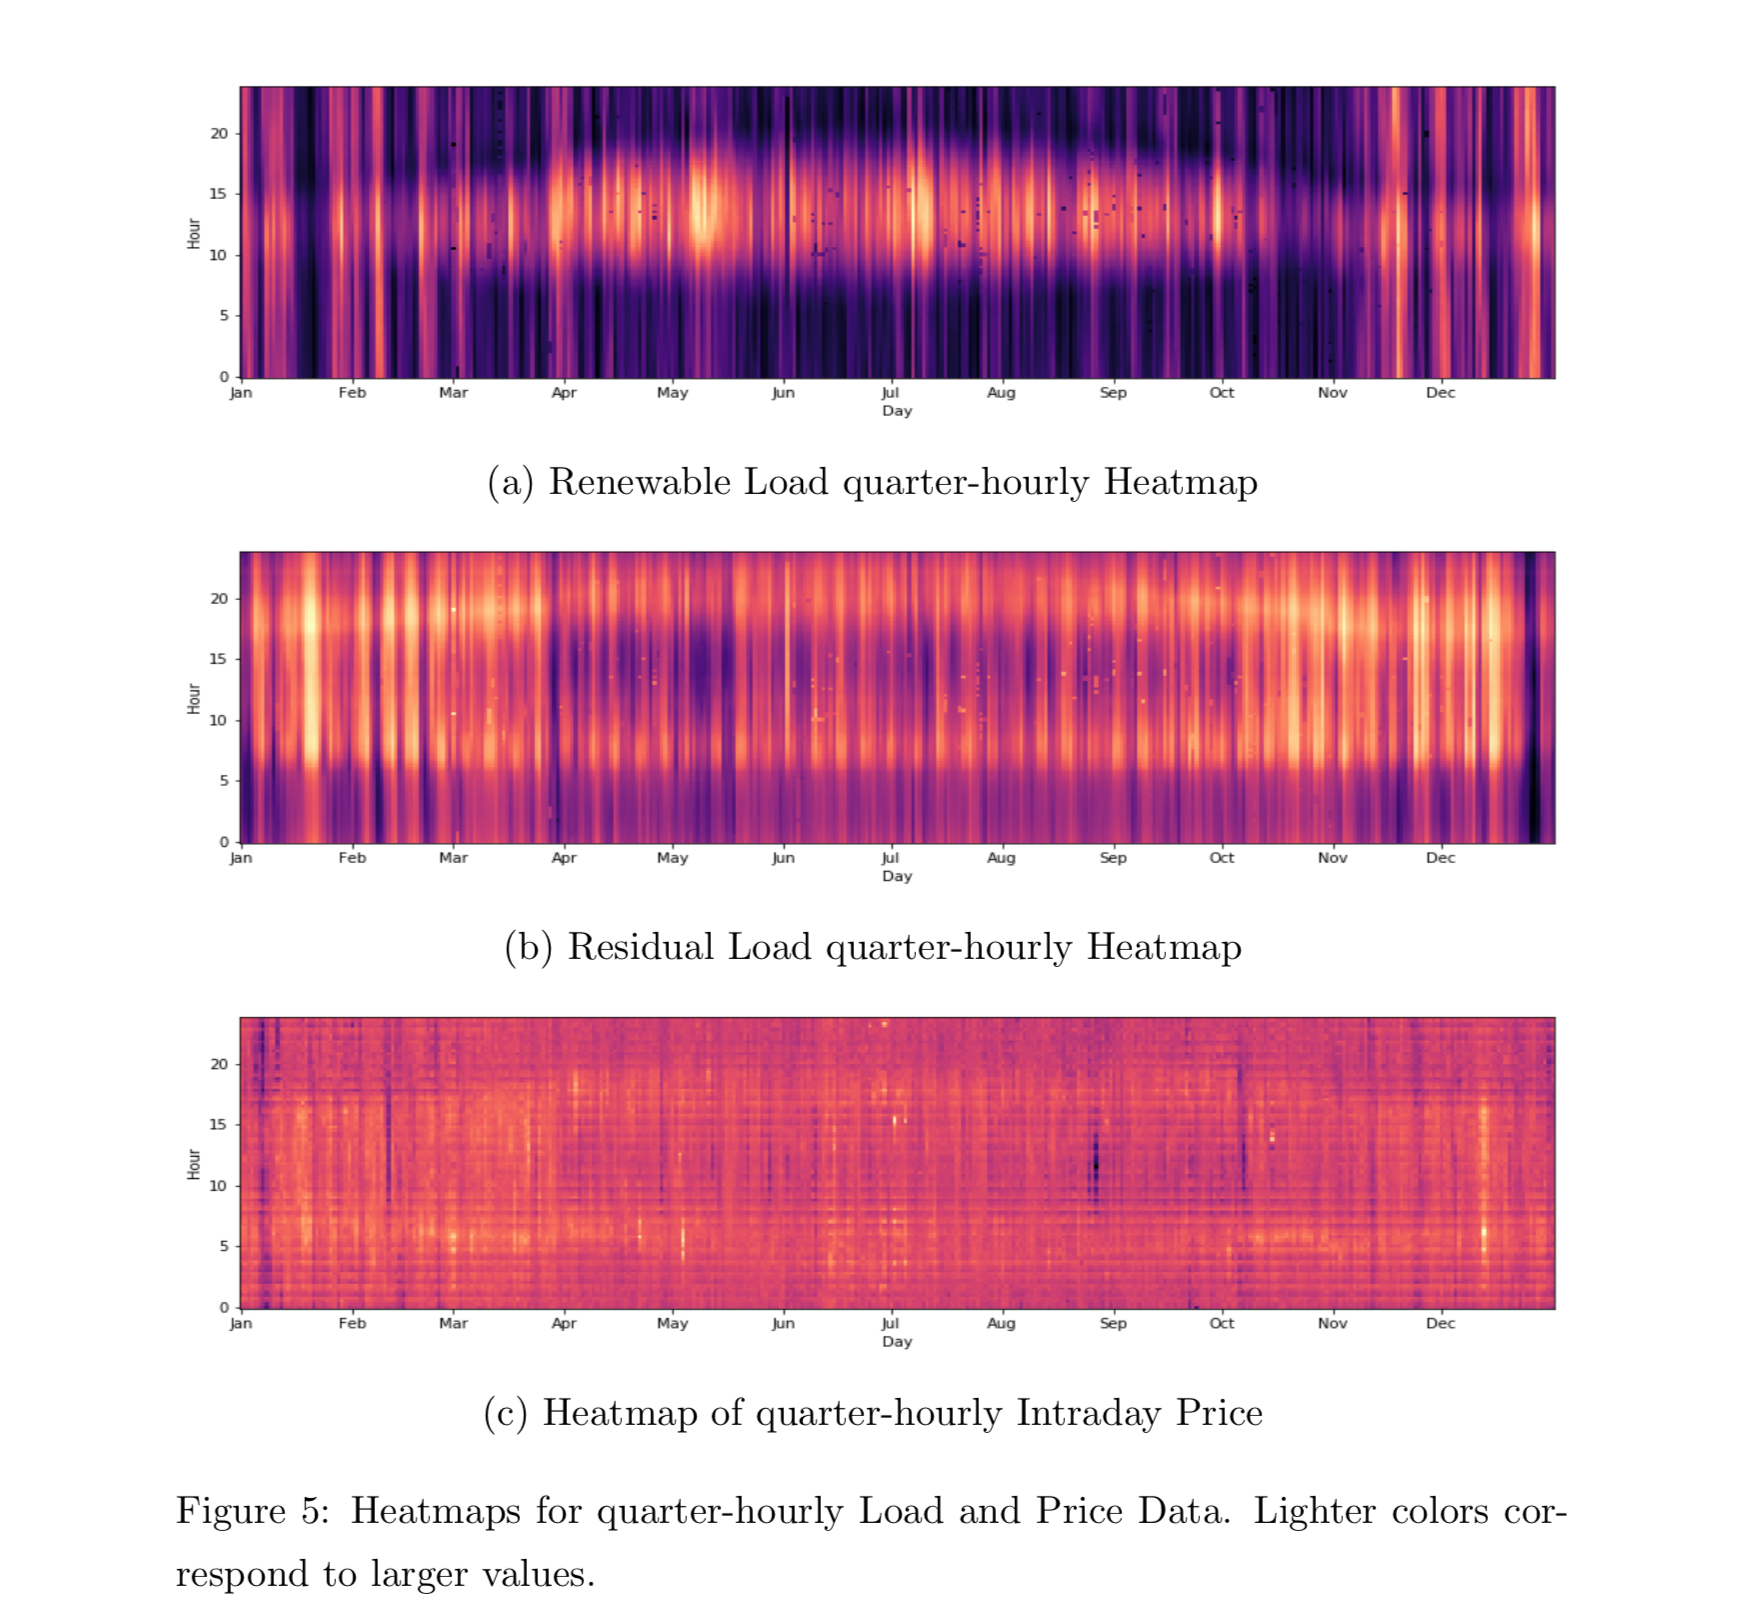 20
15
10
5
0
Hour
Jan Feb Mar Apr May Jun Jul Aug Sep Oct Nov Dec
Day
(a) Renewable Load quarter-hourly Heatmap
20
15
10
5
0
Hour
Jan Feb Mar Apr May Jun Jul Aug Sep Oct Nov Dec
Day
(b) Residual Load quarter-hourly Heatmap
20
15
10
5
0
Hour
Jan Feb Mar Apr May Jun Jul Aug Sep Oct Nov Dec
Day
(c) Heatmap of quarter-hourly Intraday Price
Figure 5: Heatmaps for quarter-hourly Load and Price Data. Lighter colors cor-
respond to larger values.